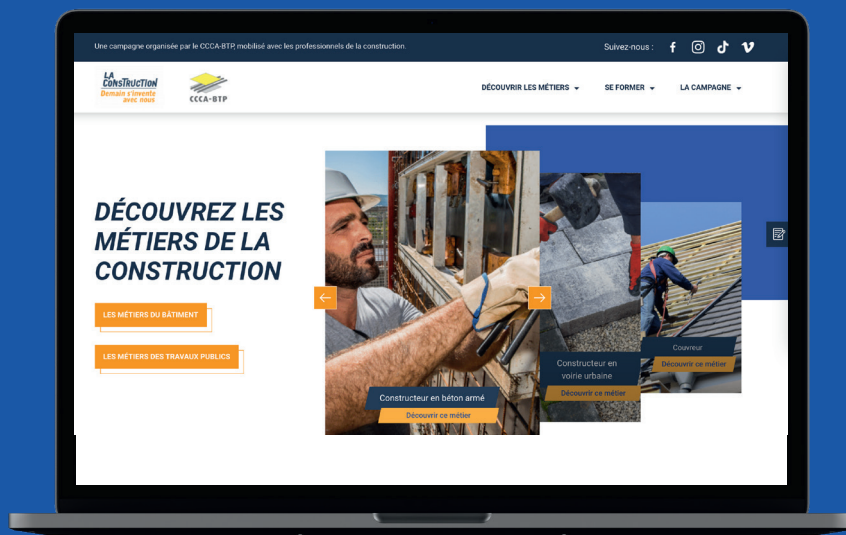 Une campagne organisée par le CCCA-BTP, mobilisé avec les professionnels de la construction.
Suivez-nous :
LA
CONSTRUCTION
Demain s'invente
avec nous
CCCA-BTP
DÉCOUVRIR LES MÉTIERS
SE FORMER
LA CAMPAGNE
DÉCOUVREZ LES
MÉTIERS DE LA
CONSTRUCTION
LES MÉTIERS DU BÂTIMENT
LES MÉTIERS DES TRAVAUX PUBLICS
Constructeur en béton armé
Découvrir ce métier
Constructeur en
voirie urbaine
Découvrir ce métier
Couvreur
Découvrir ce métier